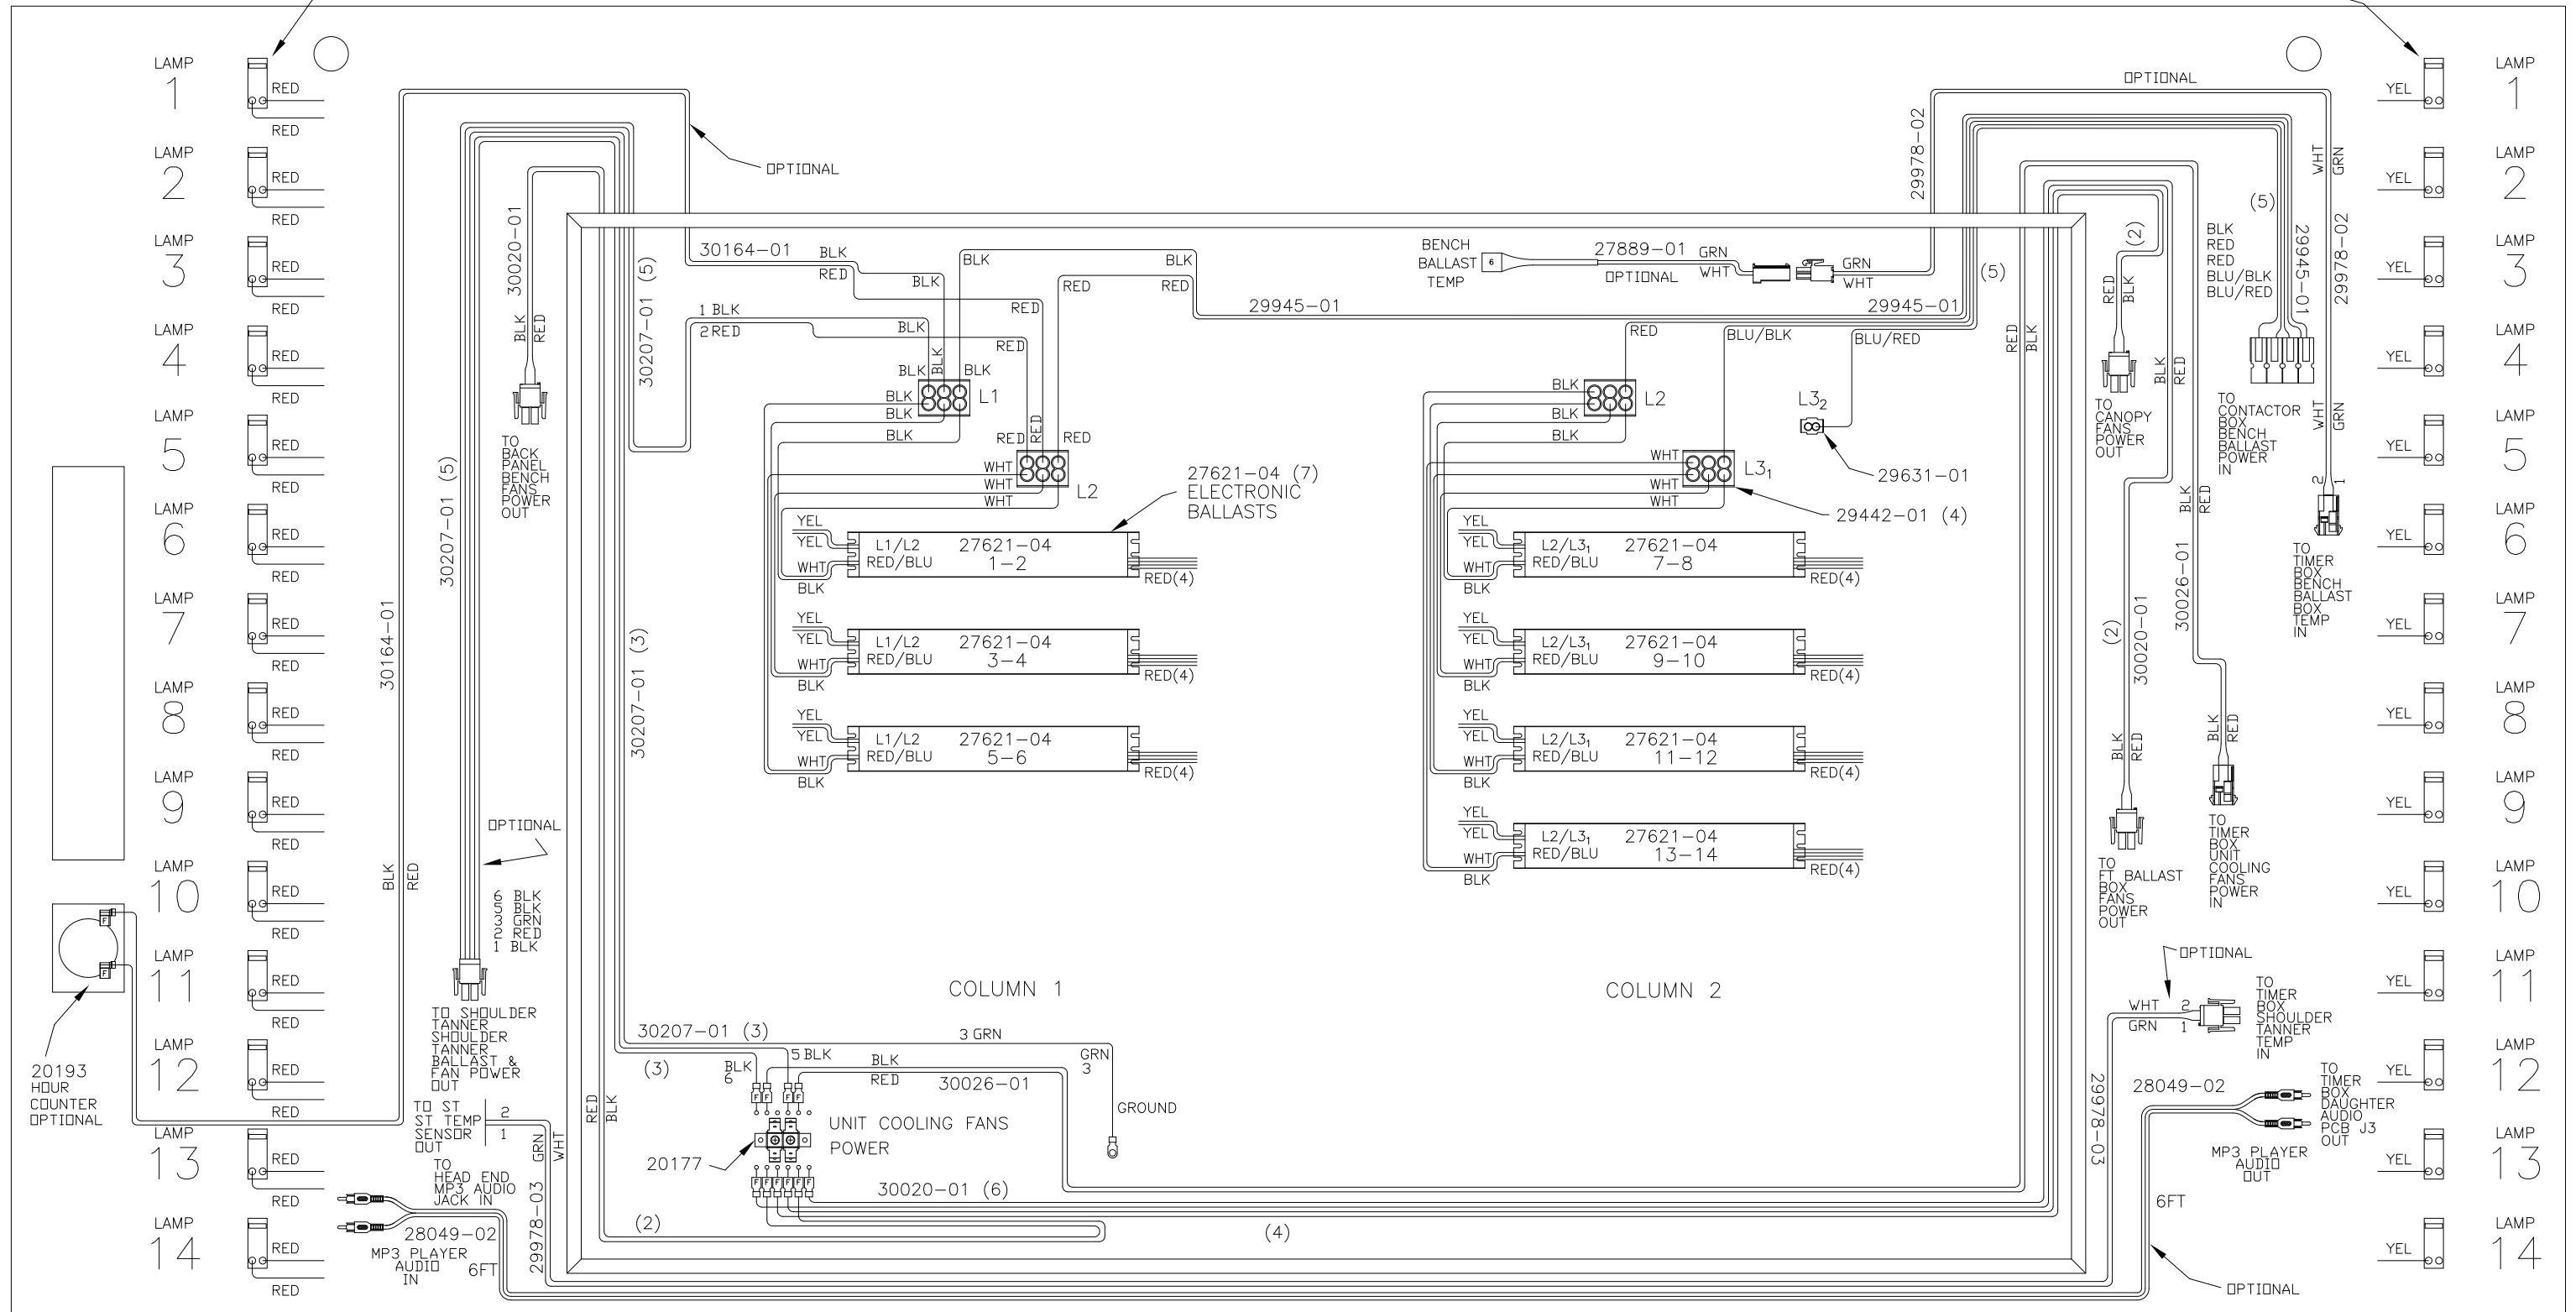 LAMP
1
RED
RED
LAMP
2
RED
RED
LAMP
3
RED
RED
LAMP
4
RED
RED
LAMP
5
RED
RED
LAMP
6
RED
RED
LAMP
7
RED
RED
LAMP
8
RED
RED
LAMP
9
RED
RED
LAMP
10
RED
RED
LAMP
11
RED
RED
LAMP
12
RED
RED
LAMP
13
RED
RED
LAMP
14
RED
RED
F
F
20193
HOUR
COUNTER
OPTIONAL
30164-01
BLK
RED
OPTIONAL
30207-01 (5)
OPTIONAL
6 BLK
5 BLK
3 GRN
2 RED
1 BLK
TO SHOULDER
TANNER
SHOULDER
TANNER
BALLAST &
FAN POWER
OUT
30020-01
BLK
RED
TO
BACK
PANEL
BENCH
FANS
POWER
OUT
TO ST
ST TEMP
SENSOR
OUT
2
1
GRN
WHT
29978-03
TO
HEAD END
MP3 AUDIO
JACK IN
28049-02
MP3 PLAYER
AUDIO
IN
6FT
30207-01 (5)
30207-01 (3)
RED
BLK
30164-01
BLK
RED
BLK
RED
1 BLK
2 RED
BLK
RED
BLK
BLK
RED
RED
BLK
BLK
BLK
L1
BLK
BLK
BLK
RED
RED
RED
L2
WHT
WHT
WHT
29945-01
29945-01
27621-04 (7)
ELECTRONIC
BALLASTS
YEL
YEL
WHT
BLK
L1/L2
RED/BLU
27621-04
1-2
RED(4)
YEL
YEL
WHT
BLK
L1/L2
RED/BLU
27621-04
3-4
RED(4)
YEL
YEL
WHT
BLK
L1/L2
RED/BLU
27621-04
5-6
RED(4)
COLUMN 1
BENCH
BALLAST
TEMP
6
27889-01
OPTIONAL
GRN
WHT
GRN
WHT
(5)
RED
BLU/BLK
BLU/RED
BLK
BLK
BLK
L2
L3₂
29631-01
WHT
WHT
WHT
L3₁
29442-01 (4)
YEL
YEL
WHT
BLK
L2/L3₁
RED/BLU
27621-04
7-8
RED(4)
YEL
YEL
WHT
BLK
L2/L3₁
RED/BLU
27621-04
9-10
RED(4)
YEL
YEL
WHT
BLK
L2/L3₁
RED/BLU
27621-04
11-12
RED(4)
YEL
YEL
WHT
BLK
L2/L3₁
RED/BLU
27621-04
13-14
RED(4)
COLUMN 2
30207-01 (3)
(3)
BLK
6
5 BLK
BLK
RED
30026-01
3 GRN
GRN
3
GROUND
F F F F
UNIT COOLING FANS
POWER
20177
F F F F F F
30020-01 (6)
(2)
(4)
29978-02
OPTIONAL
WHT
GRN
29978-02
(5)
29945-01
BLK
RED
RED
BLU/BLK
BLU/RED
(2)
RED
BLK
RED
BLK
BLK
RED
TO
CANOPY
FANS
POWER
OUT
TO
CONTACTOR
BOX
BENCH
BALLAST
POWER
IN
WHT
GRN
2
1
TO
TIMER
BOX
BENCH
BALLAST
BOX
TEMP
IN
BLK
RED
30026-01
(2)
30020-01
BLK
RED
BLK
RED
TO
TIMER
BOX
UNIT
COOLING
FANS
POWER
IN
TO
FT BALLAST
BOX
FANS
POWER
OUT
OPTIONAL
WHT
2
GRN
1
TO
TIMER
BOX
SHOULDER
TANNER
TEMP
IN
29978-03
28049-02
TO
TIMER
BOX
DAUGHTER
AUDIO
PCB J3
OUT
MP3 PLAYER
AUDIO
OUT
6FT
OPTIONAL
YEL
LAMP
1
YEL
LAMP
2
YEL
LAMP
3
YEL
LAMP
4
YEL
LAMP
5
YEL
LAMP
6
YEL
LAMP
7
YEL
LAMP
8
YEL
LAMP
9
YEL
LAMP
10
YEL
LAMP
11
YEL
LAMP
12
YEL
LAMP
13
YEL
LAMP
14